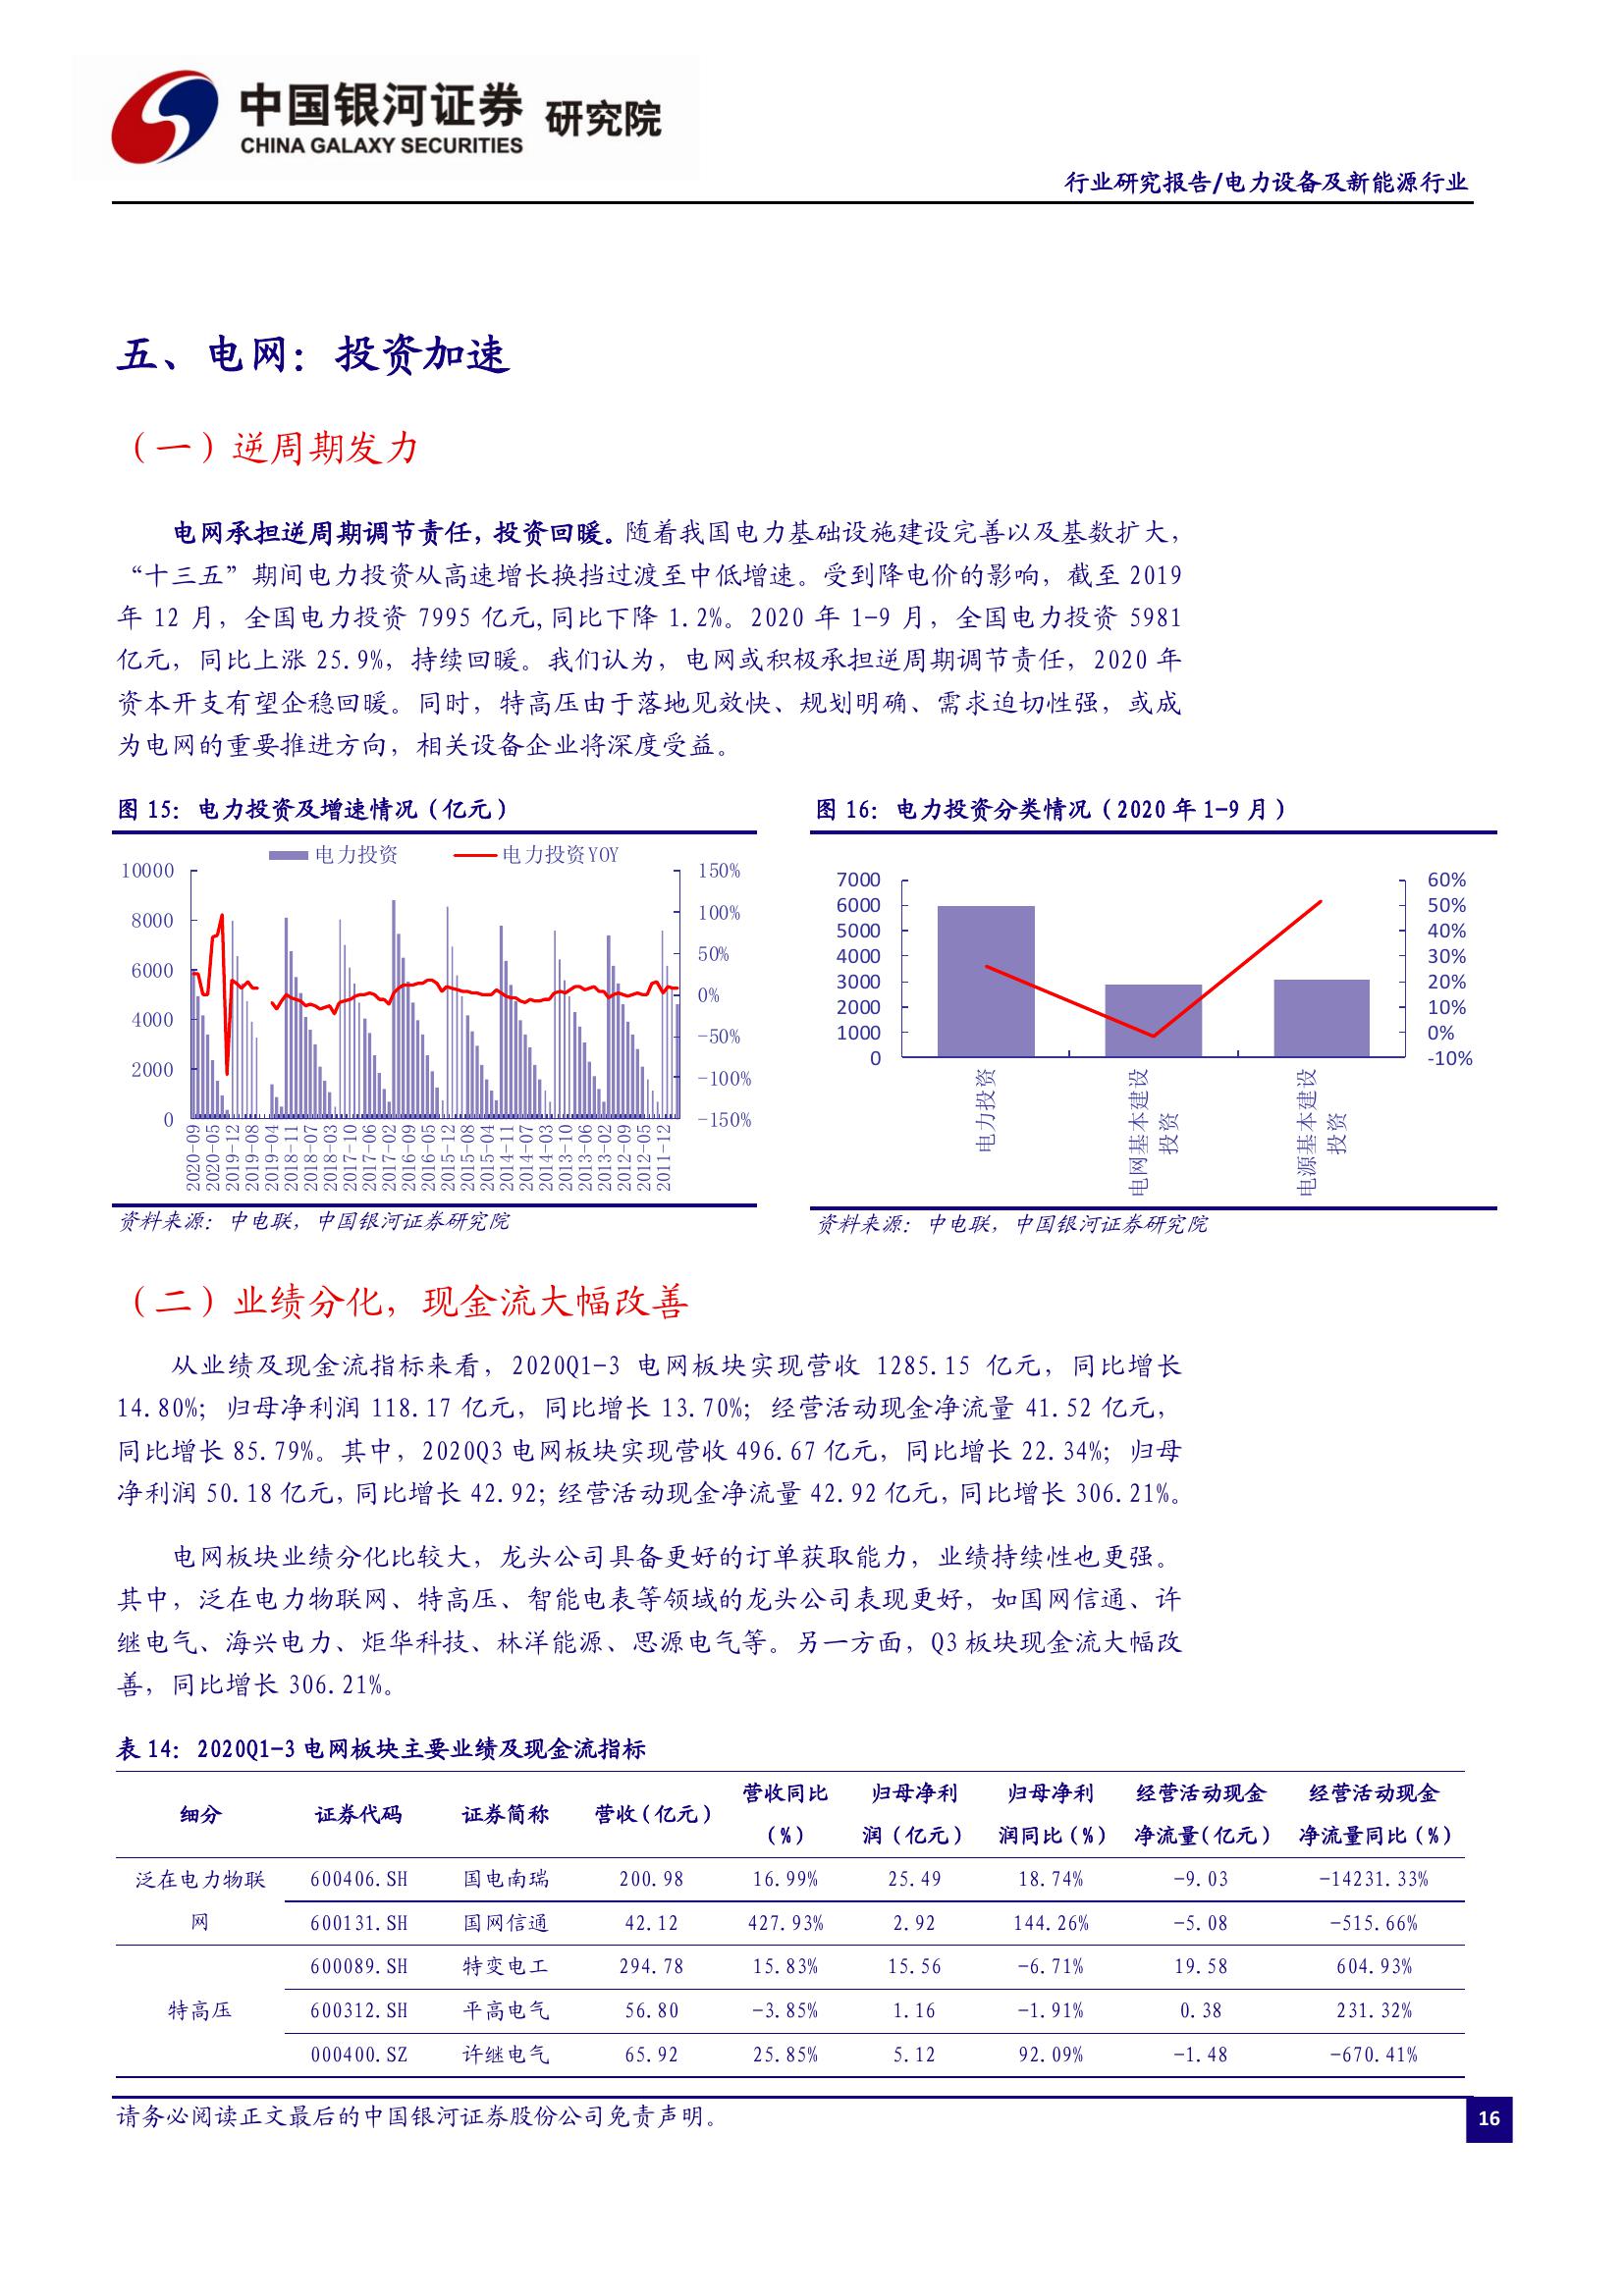 中国银河证券 研究院
CHINA GALAXY SECURITIES
行业研究报告/电力设备及新能源行业
五、电网：投资加速
（一）逆周期发力
电网承担逆周期调节责任，投资回暖。随着我国电力基础设施建设完善以及基数扩大，
“十三五”期间电力投资从高速增长换挡过渡至中低增速。受到降电价的影响，截至 2019
年 12 月，全国电力投资 7995 亿元,同比下降 1.2%。2020 年 1-9 月，全国电力投资 5981
亿元，同比上涨 25.9%，持续回暖。我们认为，电网或积极承担逆周期调节责任，2020 年
资本开支有望企稳回暖。同时，特高压由于落地见效快、规划明确、需求迫切性强，或成
为电网的重要推进方向，相关设备企业将深度受益。
图 15：电力投资及增速情况（亿元）
电力投资 电力投资YOY
10000 150%
8000 100%
6000 50%
4000 0%
2000 -50%
0 -100%
-150%
2020-09 2020-05 2019-12 2019-08 2019-04 2018-11 2018-07 2018-03 2017-10 2017-06 2017-02 2016-09 2016-05 2015-12 2015-08 2015-04 2014-11 2014-07 2014-03 2013-10 2013-06 2013-02 2012-09 2012-05 2011-12
资料来源：中电联，中国银河证券研究院
图 16：电力投资分类情况（2020 年 1-9 月）
7000 60%
6000 50%
5000 40%
4000 30%
3000 20%
2000 10%
1000 0%
0 -10%
电力投资
电网基本建设
投资
电源基本建设
投资
资料来源：中电联，中国银河证券研究院
（二）业绩分化，现金流大幅改善
从业绩及现金流指标来看，2020Q1-3 电网板块实现营收 1285.15 亿元，同比增长
14.80%；归母净利润 118.17 亿元，同比增长 13.70%；经营活动现金净流量 41.52 亿元，
同比增长 85.79%。其中，2020Q3 电网板块实现营收 496.67 亿元，同比增长 22.34%；归母
净利润 50.18 亿元，同比增长 42.92；经营活动现金净流量 42.92 亿元，同比增长 306.21%。
电网板块业绩分化比较大，龙头公司具备更好的订单获取能力，业绩持续性也更强。
其中，泛在电力物联网、特高压、智能电表等领域的龙头公司表现更好，如国网信通、许
继电气、海兴电力、炬华科技、林洋能源、思源电气等。另一方面，Q3 板块现金流大幅改
善，同比增长 306.21%。
表 14：2020Q1-3 电网板块主要业绩及现金流指标
细分 证券代码 证券简称 营收（亿元） 营收同比（%） 归母净利润（亿元） 归母净利润同比（%） 经营活动现金净流量（亿元） 经营活动现金净流量同比（%）
泛在电力物联网 600406.SH 国电南瑞 200.98 16.99% 25.49 18.74% -9.03 -14231.33%
600131.SH 国网信通 42.12 427.93% 2.92 144.26% -5.08 -515.66%
特高压 600089.SH 特变电工 294.78 15.83% 15.56 -6.71% 19.58 604.93%
600312.SH 平高电气 56.80 -3.85% 1.16 -1.91% 0.38 231.32%
000400.SZ 许继电气 65.92 25.85% 5.12 92.09% -1.48 -670.41%
请务必阅读正文最后的中国银河证券股份公司免责声明。
16